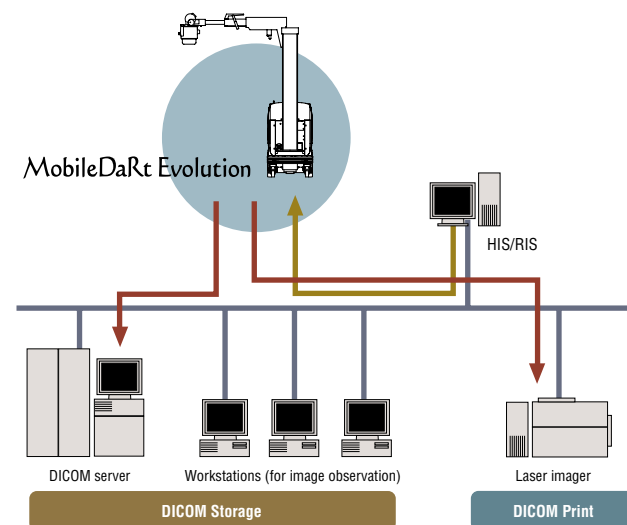 MobileDaRt Evolution
HIS/RIS
DICOM server
Workstations (for image observation)
Laser imager
DICOM Storage
DICOM Print